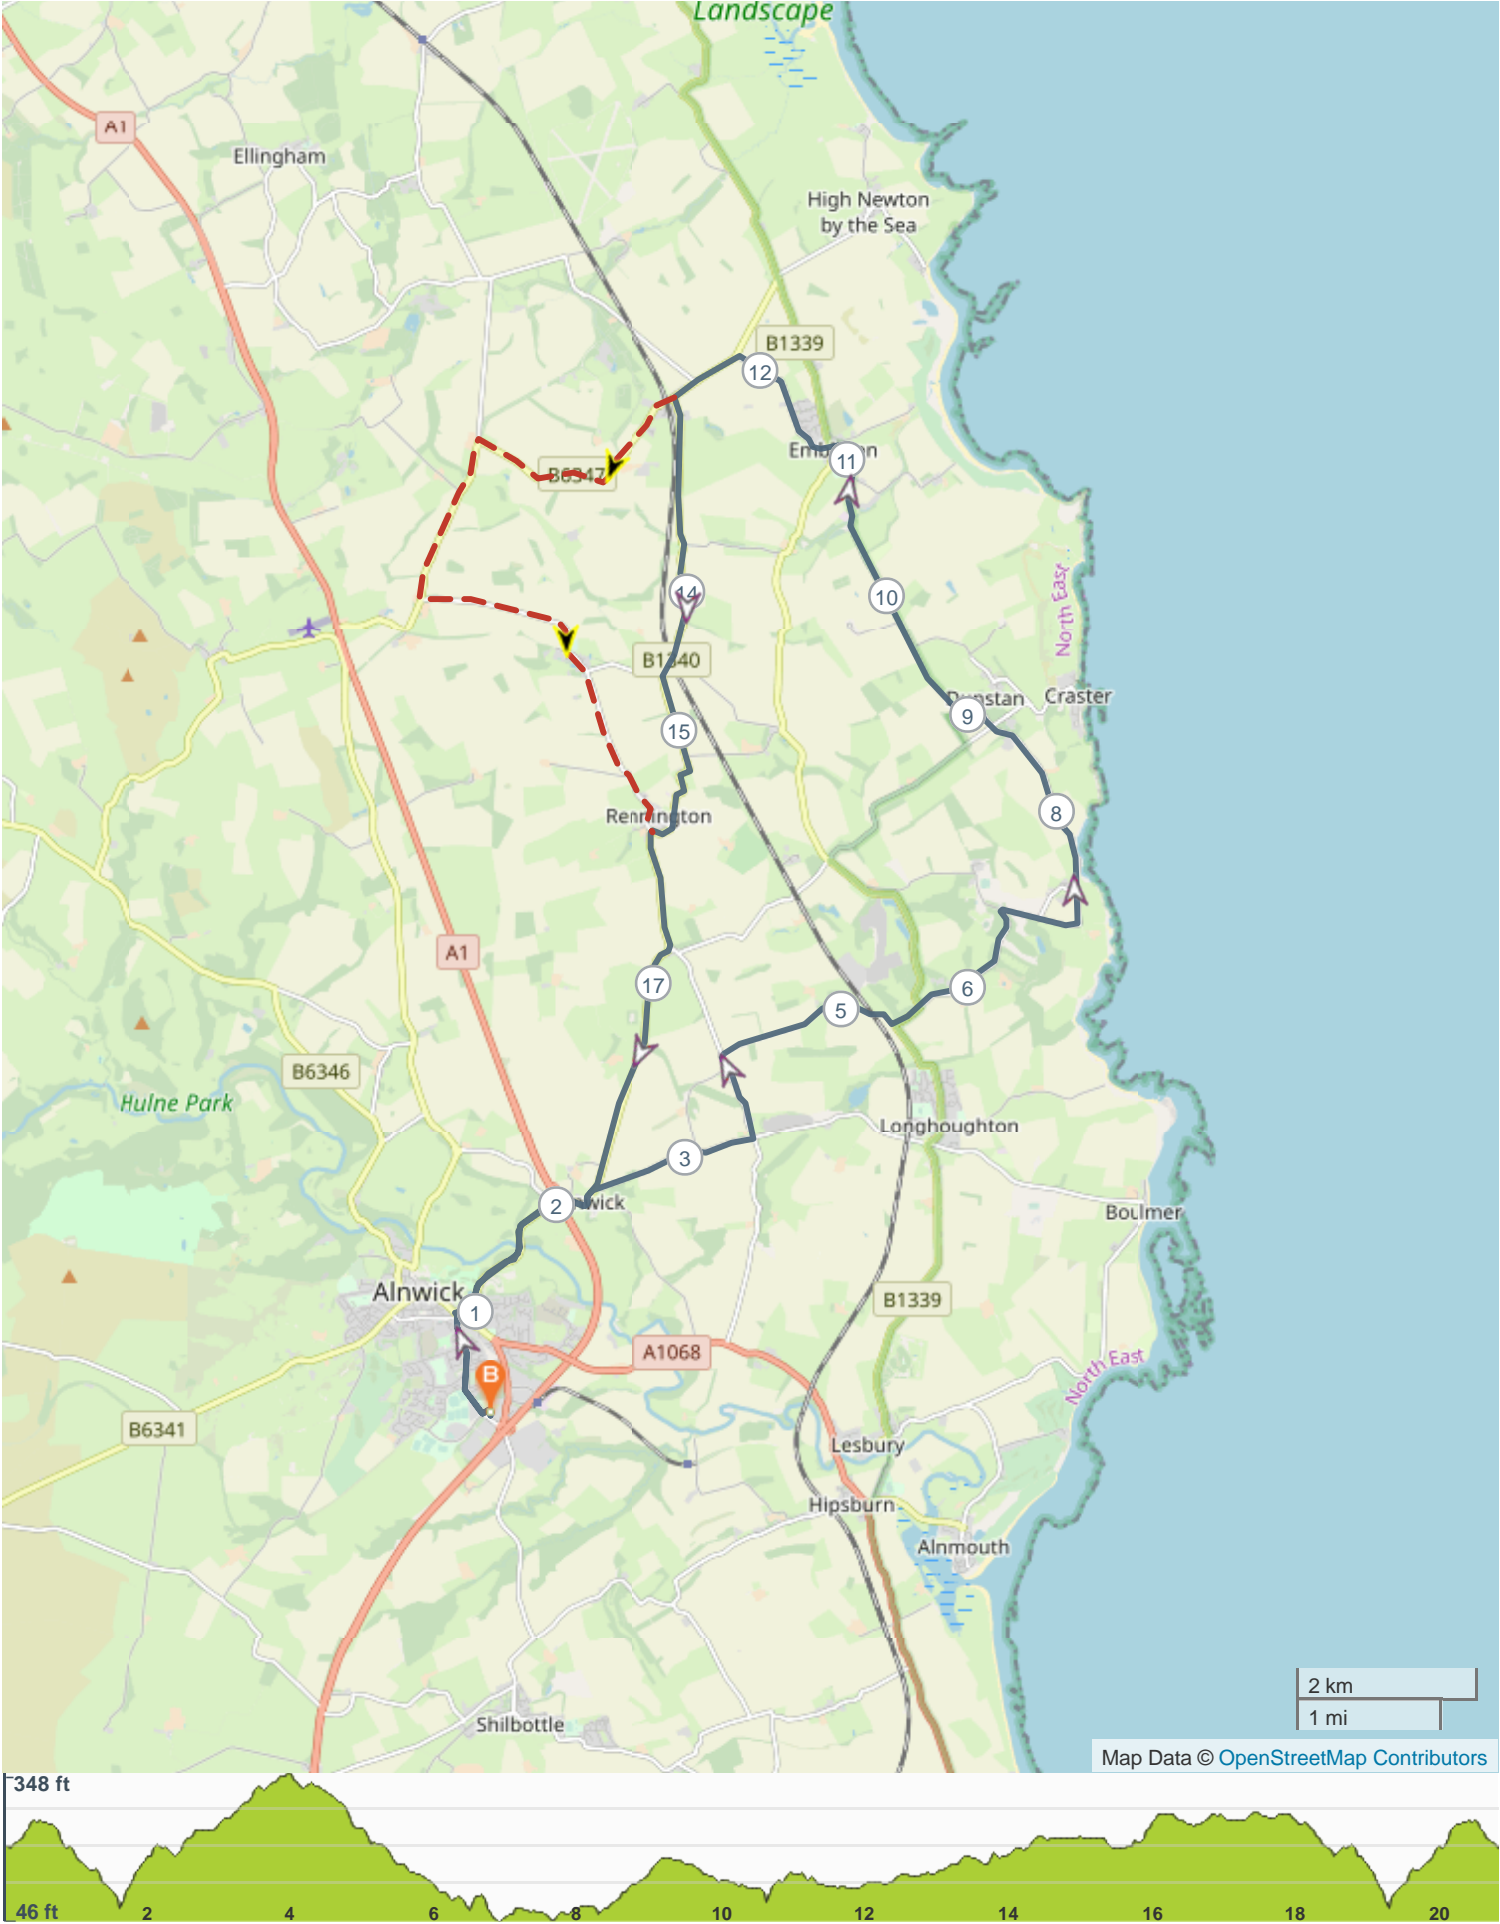 Landscape
A1
Ellingham
High Newton
by the Sea
B1339
12
11
B6347
North East
14
10
B1340
Dunstan
Craster
9
15
Rennington
8
A1
17
6
5
B6346
Hulne Park
Longhoughton
3
2
wick
Boulmer
Alnwick
B1339
1
A1068
North East
B
B6341
Lesbury
Hipsburn
Alnmouth
2 km
1 mi
Shilbottle
Map Data © OpenStreetMap Contributors
348 ft
46 ft
2 4 6 8 10 12 14 16 18 20